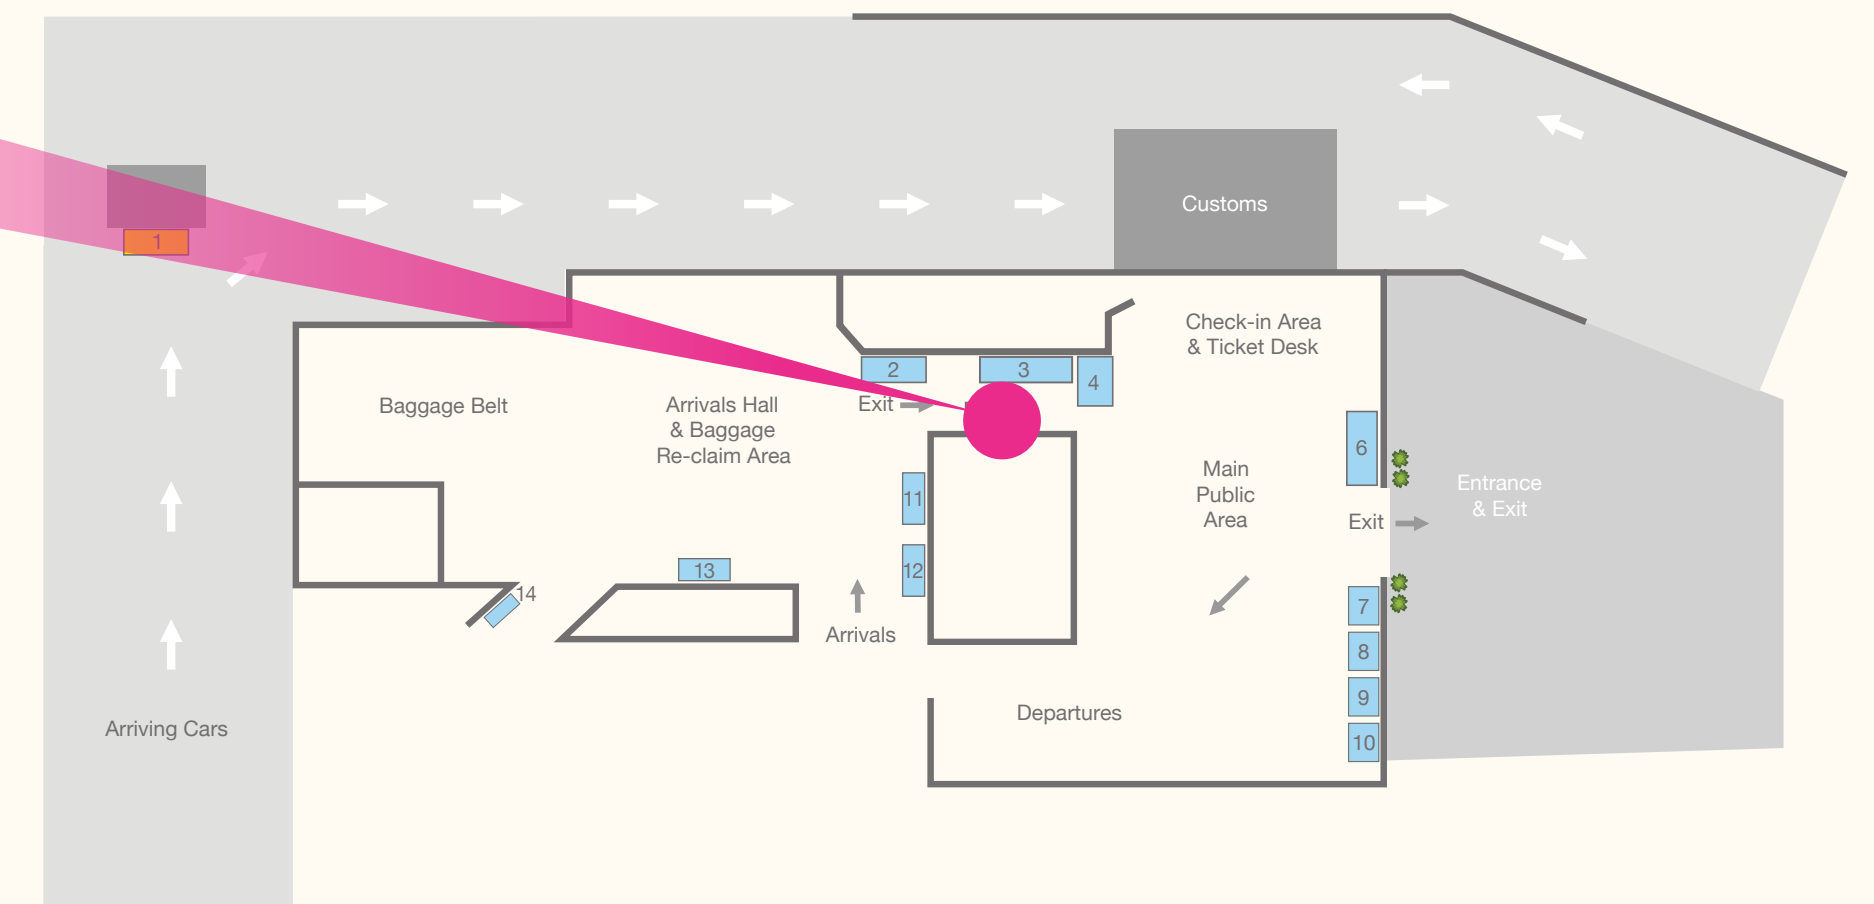 Customs
1
Check-in Area
& Ticket Desk
2
3
4
Baggage Belt
Arrivals Hall
& Baggage
Re-claim Area
Exit
6
Main
Public
Area
Entrance
& Exit
11
Exit
12
13
14
7
Arrivals
8
9
Departures
Arriving Cars
10